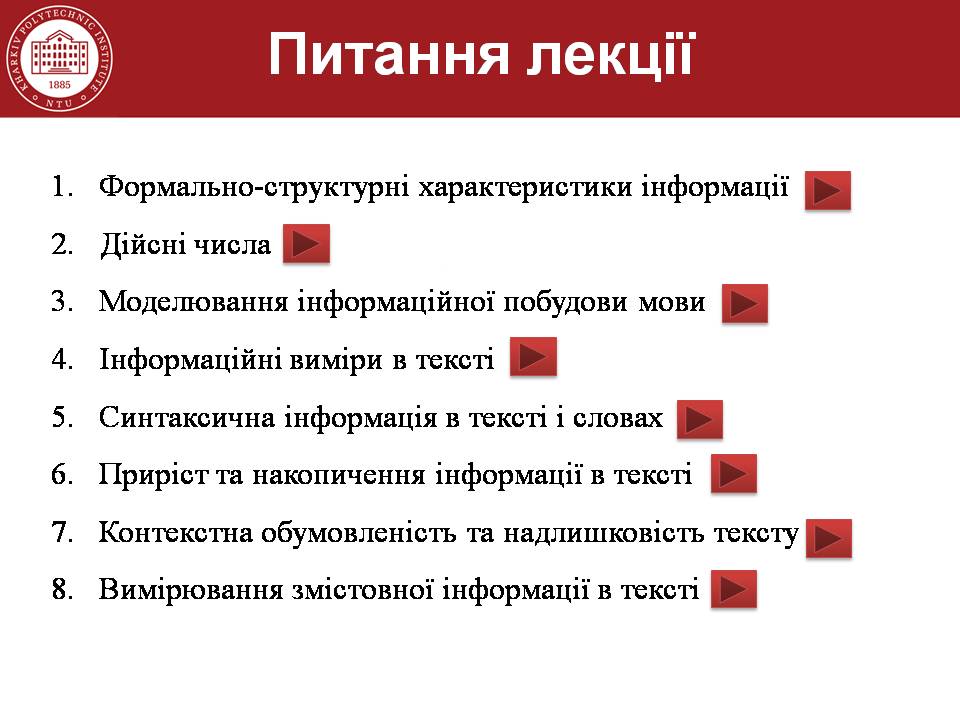 KHARKIV POLYTECHNIC INSTITUTE
1885
NTU
Питання лекції
1. Формально-структурні характеристики інформації
2. Дійсні числа
3. Моделювання інформаційної побудови мови
4. Інформаційні виміри в тексті
5. Синтаксична інформація в тексті і словах
6. Приріст та накопичення інформації в тексті
7. Контекстна обумовленість та надлишковість тексту
8. Вимірювання змістовної інформації в тексті